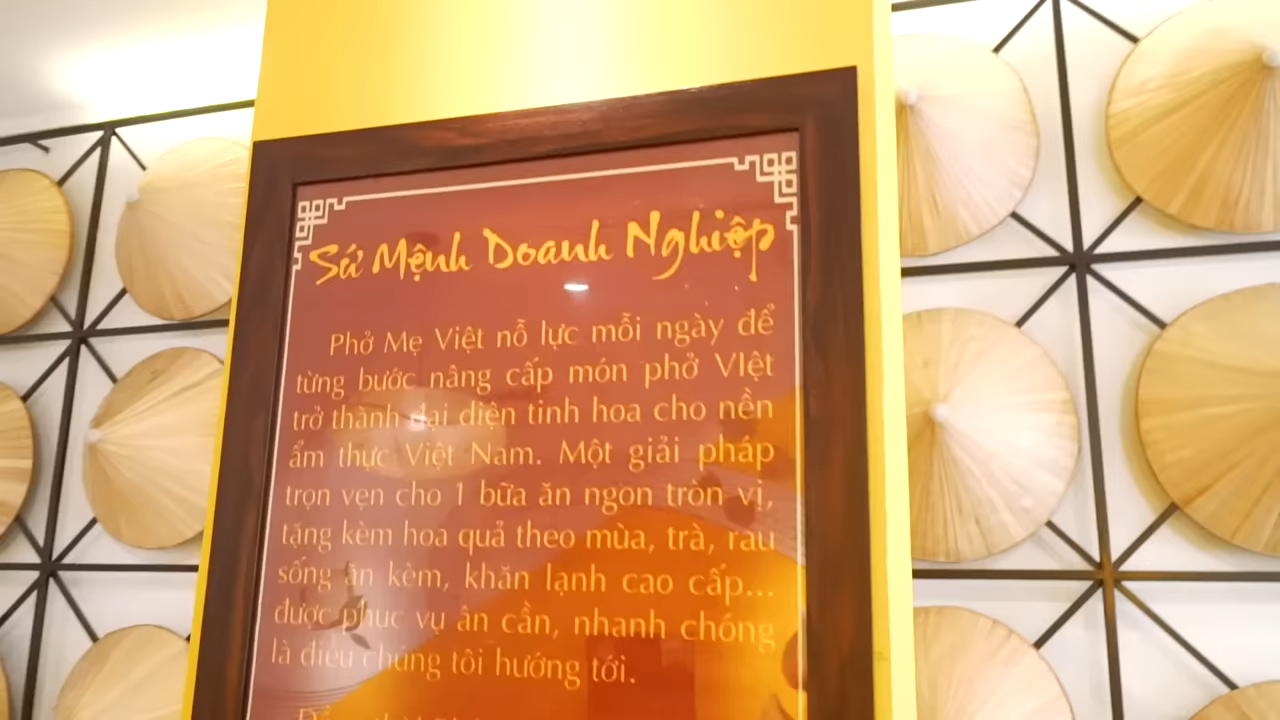 Sứ Mệnh Doanh Nghiệp
Phở Mẹ Việt nỗ lực mỗi ngày để
từng bước nâng cấp món phở VIệt
trở thành đại diện tinh hoa cho nền
ẩm thực Việt Nam. Một giải pháp
trọn vẹn cho 1 bữa ăn ngon tròn vị,
tặng kèm hoa quả theo mùa, trà, rau
sống ăn kèm, khăn lạnh cao cấp...
được phục vụ ân cần, nhanh chóng
là điều chúng tôi hướng tới.